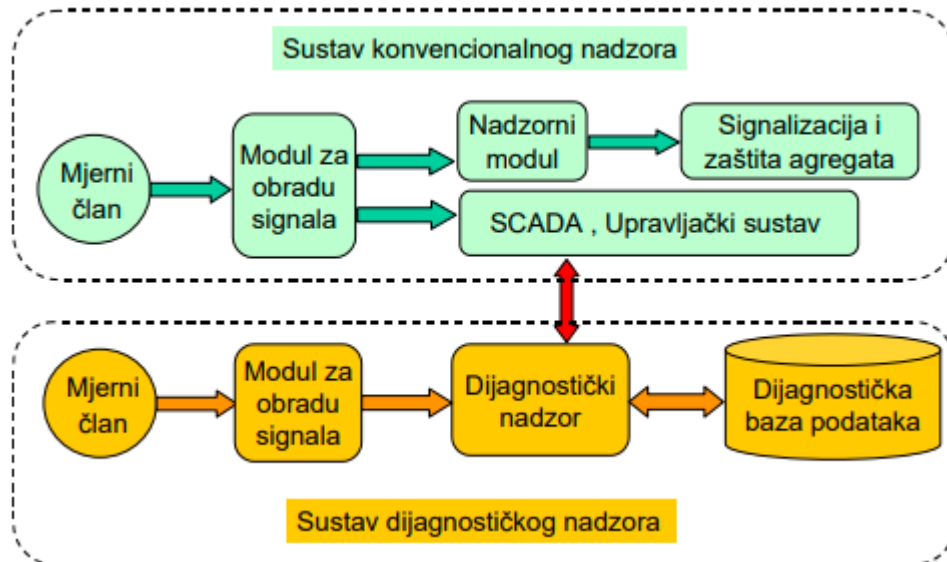 Sustav konvencionalnog nadzora
Mjerni
član
Modul za
obradu
signala
Nadzorni
modul
Signalizacija i
zaštita agregata
SCADA , Upravljački sustav
Mjerni
član
Modul za
obradu
signala
Dijagnostički
nadzor
Dijagnostička
baza podataka
Sustav dijagnostičkog nadzora